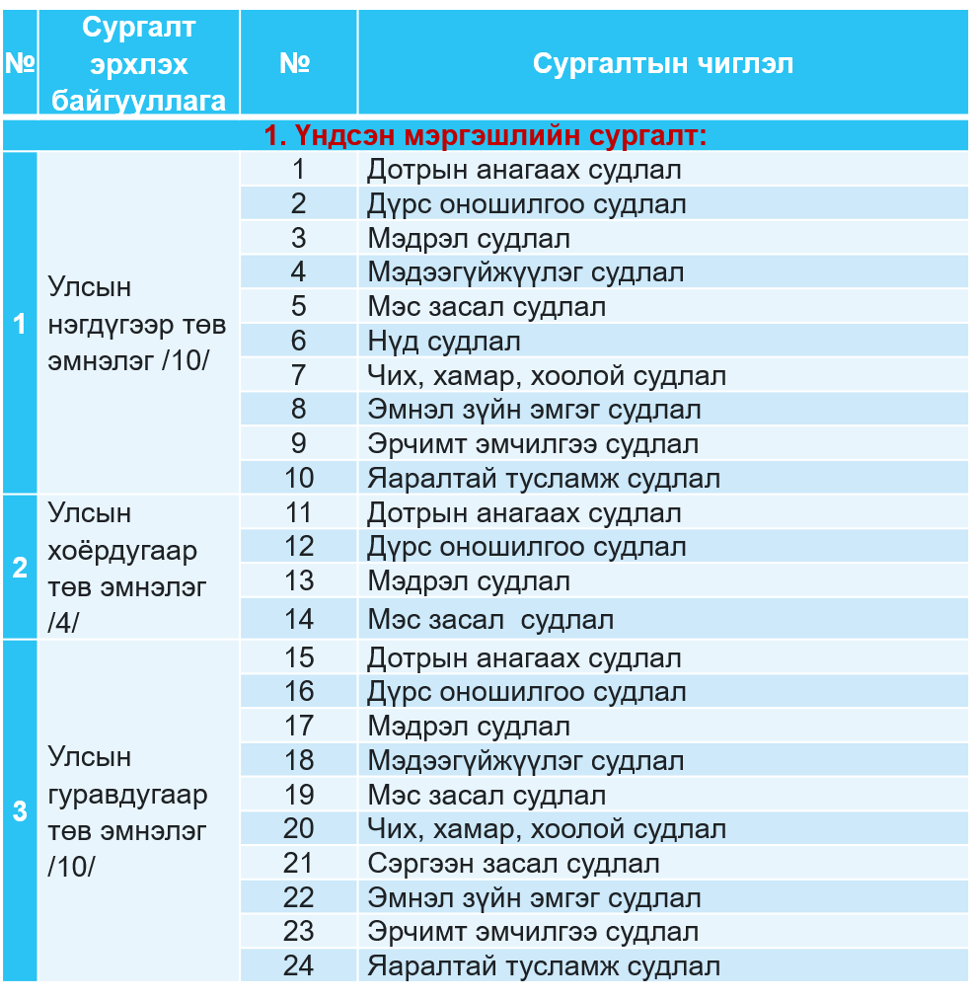 №
Сургалт
эрхлэх
байгууллага
№
Сургалтын чиглэл
1. Үндсэн мэргэшлийн сургалт:
1
Улсын
нэгдүгээр төв
эмнэлэг /10/
1 Дотрын анагаах судлал
2 Дүрс оношилгоо судлал
3 Мэдрэл судлал
4 Мэдээгүйжүүлэг судлал
5 Мэс засал судлал
6 Нүд судлал
7 Чих, хамар, хоолой судлал
8 Эмнэл зүйн эмгэг судлал
9 Эрчимт эмчилгээ судлал
10 Яаралтай тусламж судлал
2
Улсын
хоёрдугаар
төв эмнэлэг
/4/
11 Дотрын анагаах судлал
12 Дүрс оношилгоо судлал
13 Мэдрэл судлал
14 Мэс засал  судлал
3
Улсын
гуравдугаар
төв эмнэлэг
/10/
15 Дотрын анагаах судлал
16 Дүрс оношилгоо судлал
17 Мэдрэл судлал
18 Мэдээгүйжүүлэг судлал
19 Мэс засал судлал
20 Чих, хамар, хоолой судлал
21 Сэргээн засал судлал
22 Эмнэл зүйн эмгэг судлал
23 Эрчимт эмчилгээ судлал
24 Яаралтай тусламж судлал